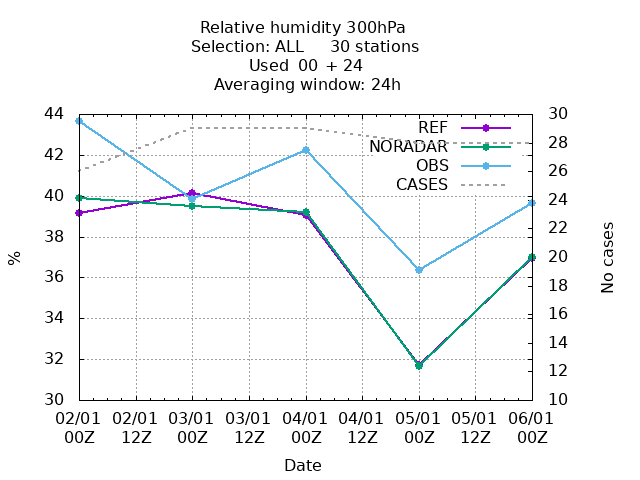 Relative humidity 300hPa
Selection: ALL 30 stations
Used 00 + 24
Averaging window: 24h
44 30
REF
28
NORADAR
42
OBS
26
CASES
40
24
38
22
20
36
18
34
16
14
32
12
30 10
%
No cases
02/01 02/01 03/01 03/01 04/01 04/01 05/01 05/01 06/01
00Z 12Z 00Z 12Z 00Z 12Z 00Z 12Z 00Z
Date